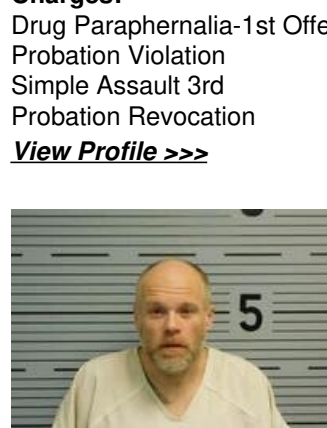 Charges:
Drug Paraphernalia-1st Offe
Probation Violation
Simple Assault 3rd
Probation Revocation
View Profile >>>
5